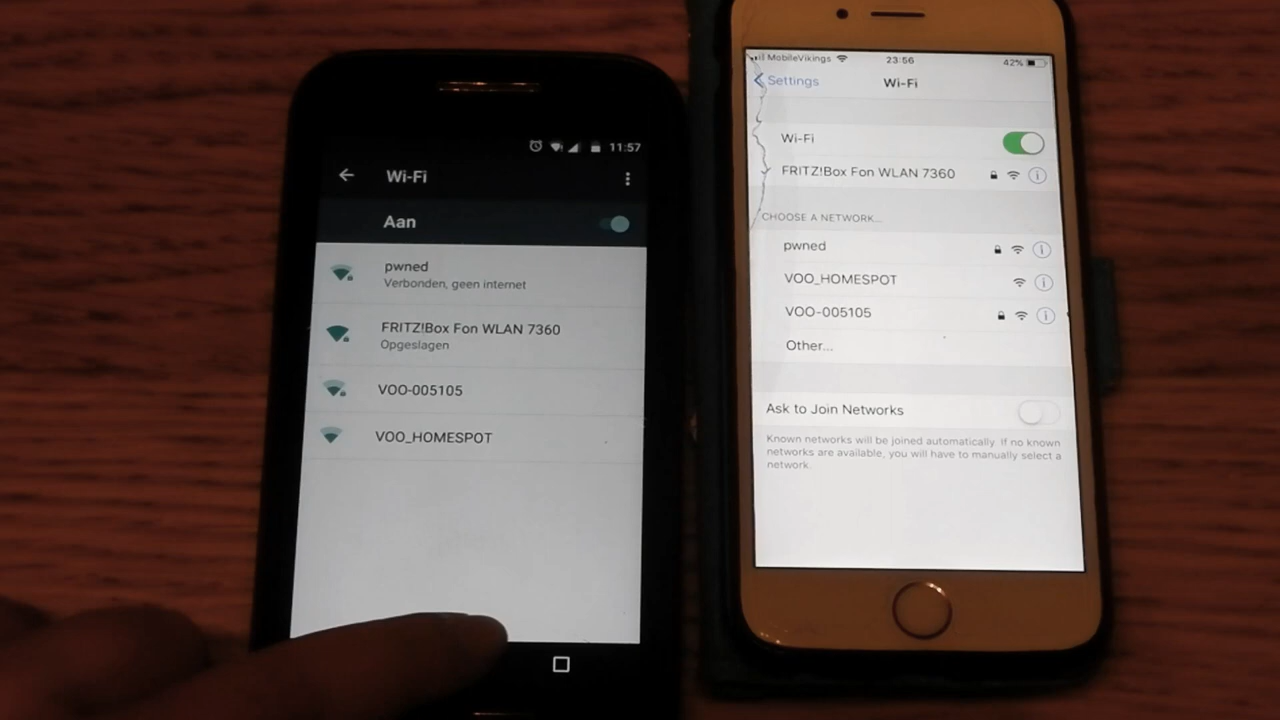 11:57
Wi-Fi
Aan
pwned
Verbonden, geen internet
FRITZ!Box Fon WLAN 7360
Opgeslagen
VOO-005105
VOO_HOMESPOT
MobileVikings 23:56 42%
Settings Wi-Fi
Wi-Fi
FRITZ!Box Fon WLAN 7360
CHOOSE A NETWORK...
pwned
VOO_HOMESPOT
VOO-005105
Other...
Ask to Join Networks
Known networks will be joined automatically. If no known
networks are available, you will have to manually select a
network.